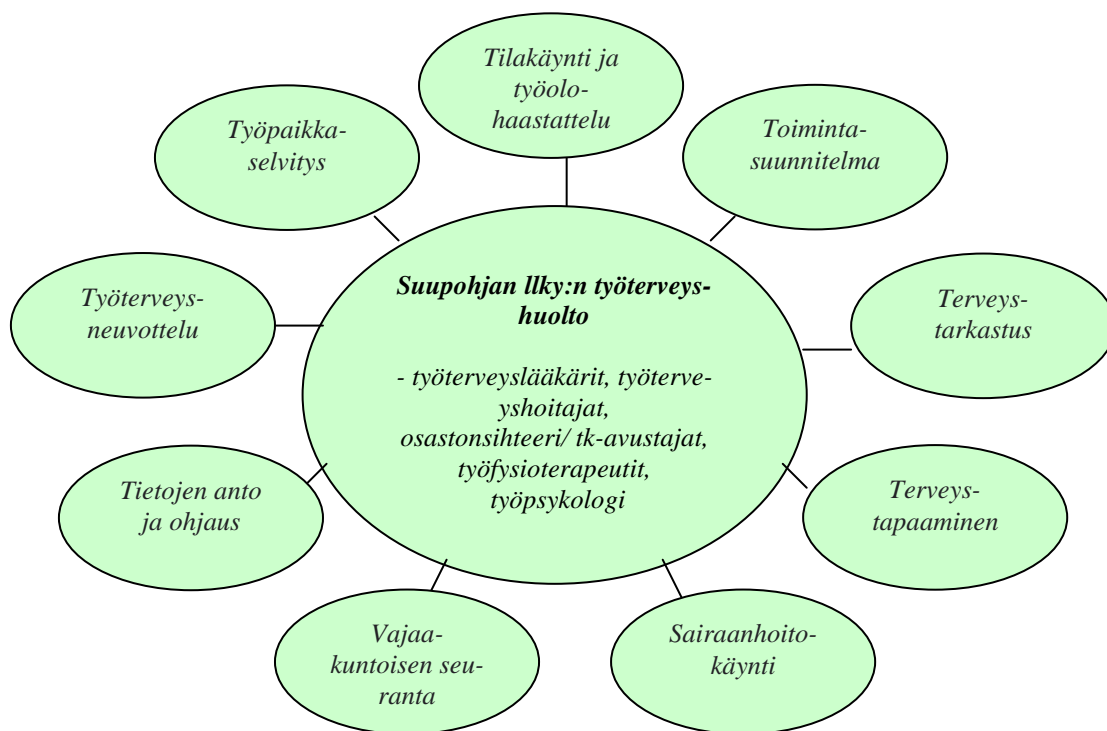 Tilakäynti ja
työolo-
haastattelu
Työpaikka-
selvitys
Toiminta-
suunnitelma
Suupohjan llky:n työterveys-
huolto
Työterveys-
neuvottelu
Terveys-
tarkastus
- työterveyslääkärit, työterve-
yshoitajat,
osastonsihteeri/ tk-avustajat,
työfysioterapeutit,
työpsykologi
Tietojen anto
ja ohjaus
Terveys-
tapaaminen
Vajaa-
kuntoisen seu-
ranta
Sairaanhoito-
käynti